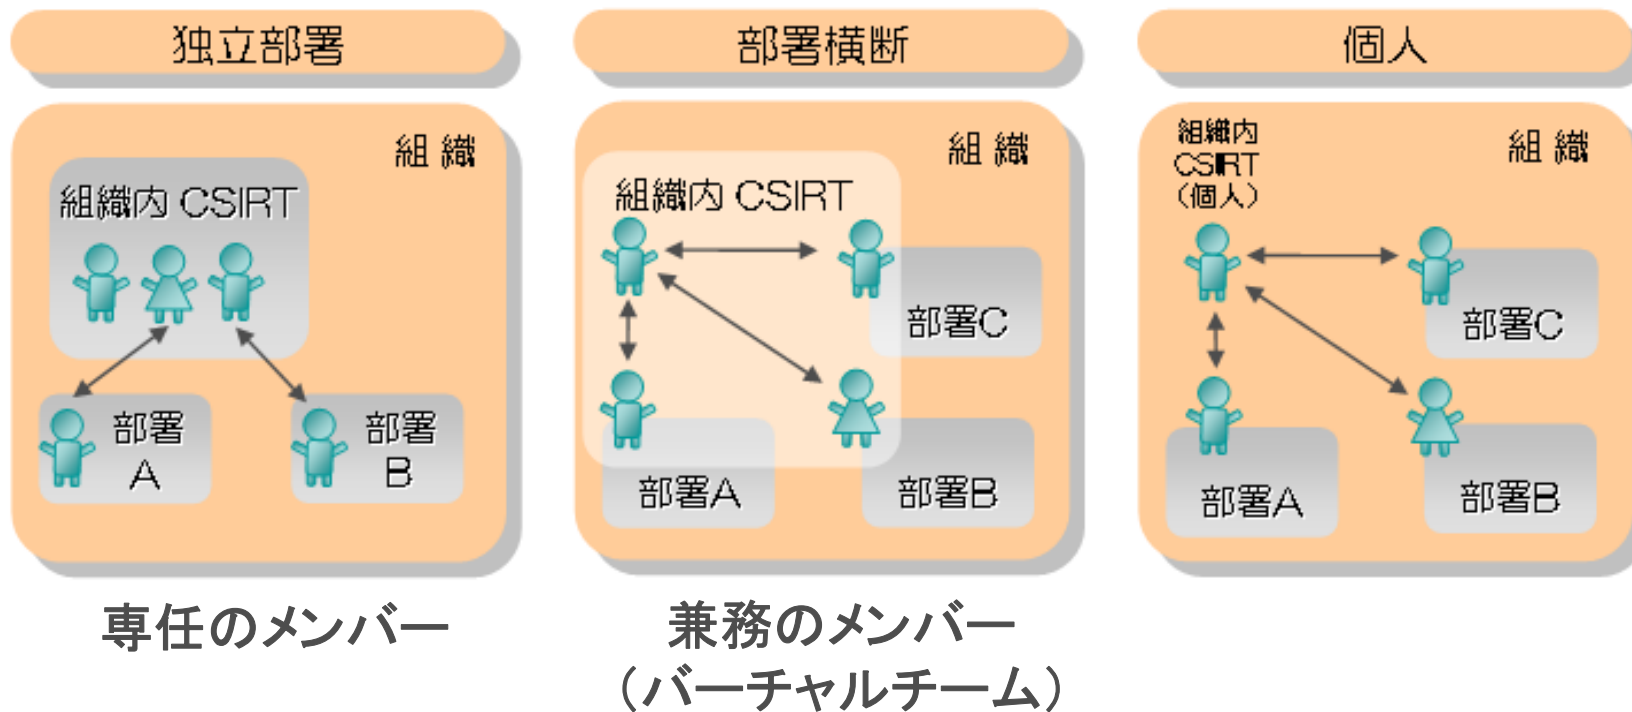 独立部署
組 織
組織内 CSIRT
部署
A
部署
B
専任のメンバー
部署横断
組 織
組織内 CSIRT
部署C
部署A
部署B
兼務のメンバー
（バーチャルチーム）
個人
組織内
CSIRT
（個人）
組 織
部署C
部署A
部署B